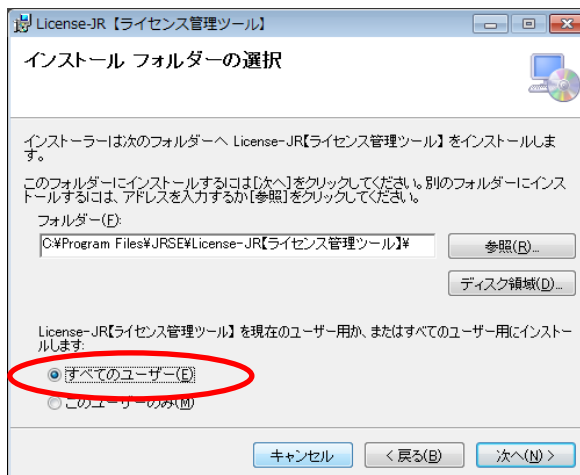 License-JR【ライセンス管理ツール】
インストール フォルダーの選択
インストーラーは次のフォルダーへ License-JR【ライセンス管理ツール】 をインストールしま
す。
このフォルダーにインストールするには[次へ]をクリックしてください。別のフォルダーにインス
トールするには、アドレスを入力するか[参照]をクリックしてください。
フォルダー(F):
C:¥Program Files¥JRSE¥License-JR【ライセンス管理ツール】¥
参照(R)...
ディスク領域(D)...
License-JR【ライセンス管理ツール】 を現在のユーザー用か、またはすべてのユーザー用にインストー
ルします:
すべてのユーザー(E)
このユーザーのみ(M)
キャンセル
< 戻る(B)
次へ(N) >